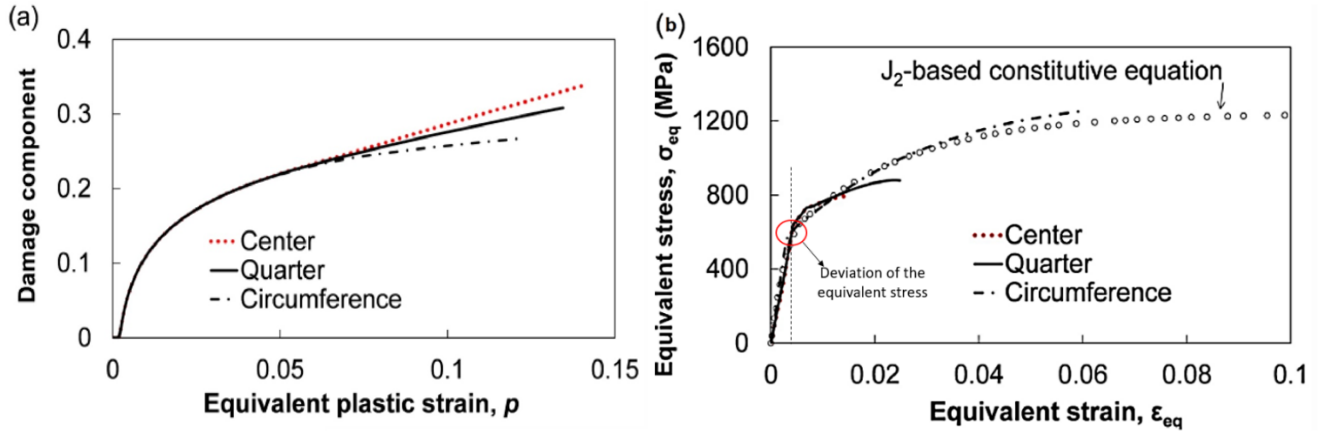 (a)
Damage component
0.4
0.3
0.2
0.1
0
Center
Quarter
Circumference
0
0.05
0.1
0.15
Equivalent plastic strain, p
(b)
Equivalent stress, σeq (MPa)
1600
1200
800
400
0
J2-based constitutive equation
Center
Quarter
Circumference
Deviation of the
equivalent stress
0
0.02
0.04
0.06
0.08
0.1
Equivalent strain, εeq